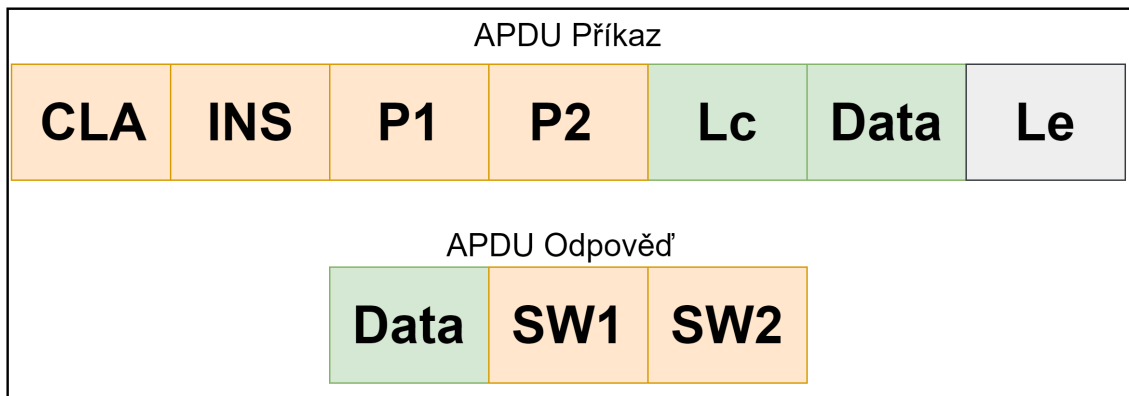 APDU Příkaz
CLA INS P1 P2 Lc Data Le
APDU Odpověď
Data SW1 SW2